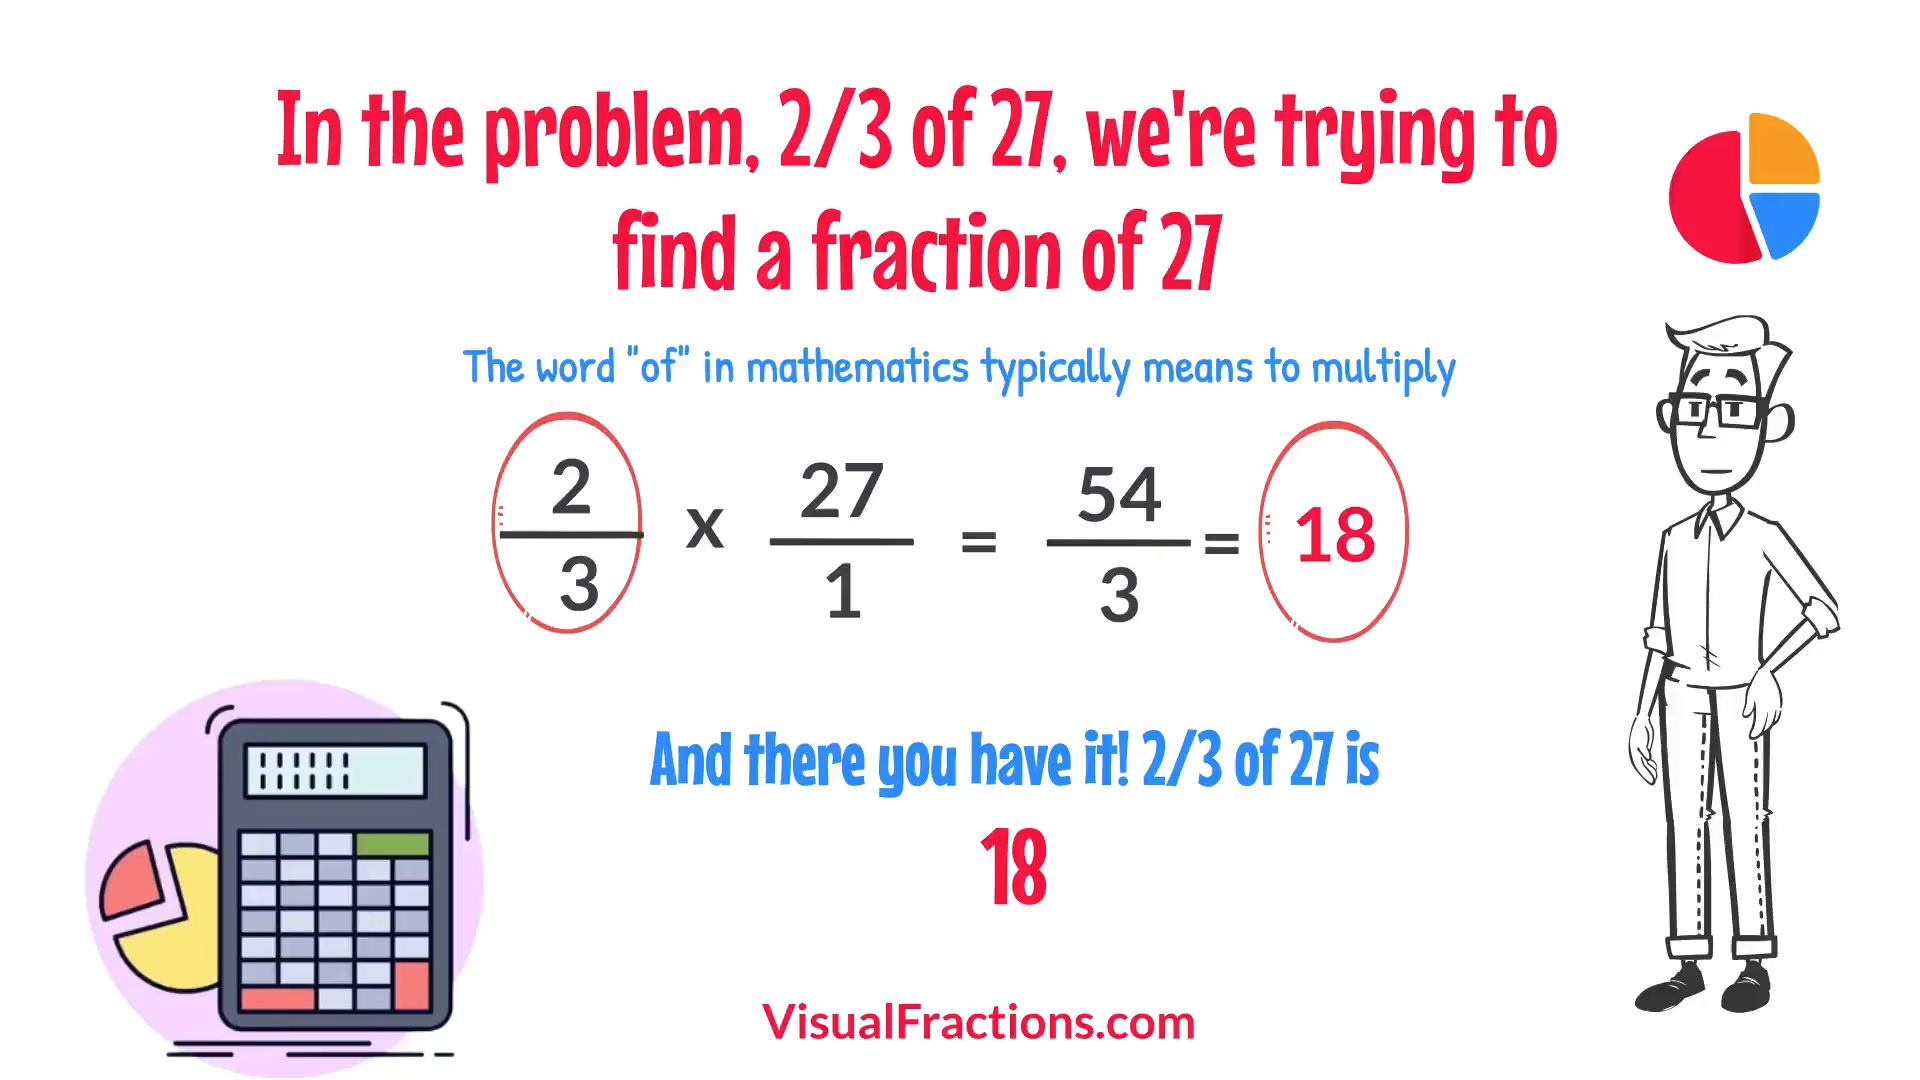 In the problem, 2/3 of 27, we're trying to
find a fraction of 27
The word "of" in mathematics typically means to multiply
2/3 x 27/1 = 54/3 = 18
And there you have it! 2/3 of 27 is
18
VisualFractions.com